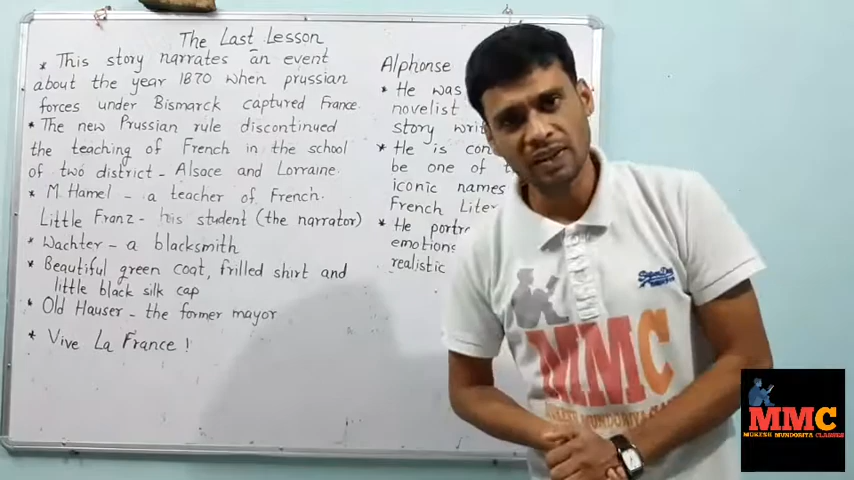 The Last Lesson
* This story narrates an event
about the year 1870 when prussian
forces under Bismarck captured France.
* The new Prussian rule discontinued
the teaching of French in the school
of two district - Alsace and Lorraine.
* M. Hamel - a teacher of French.
Little Franz - his student (the narrator)
* Wachter - a blacksmith
* Beautiful green coat, frilled shirt and
little black silk cap
* Old Hauser - the former mayor
* Vive La France !
Alphonse
* He was
novelist
story
* He is
be one of
iconic names
French
* He
emotions
realistic
Superdry
MMC
MMC
MUKESH MUNDORIYA CLASSES